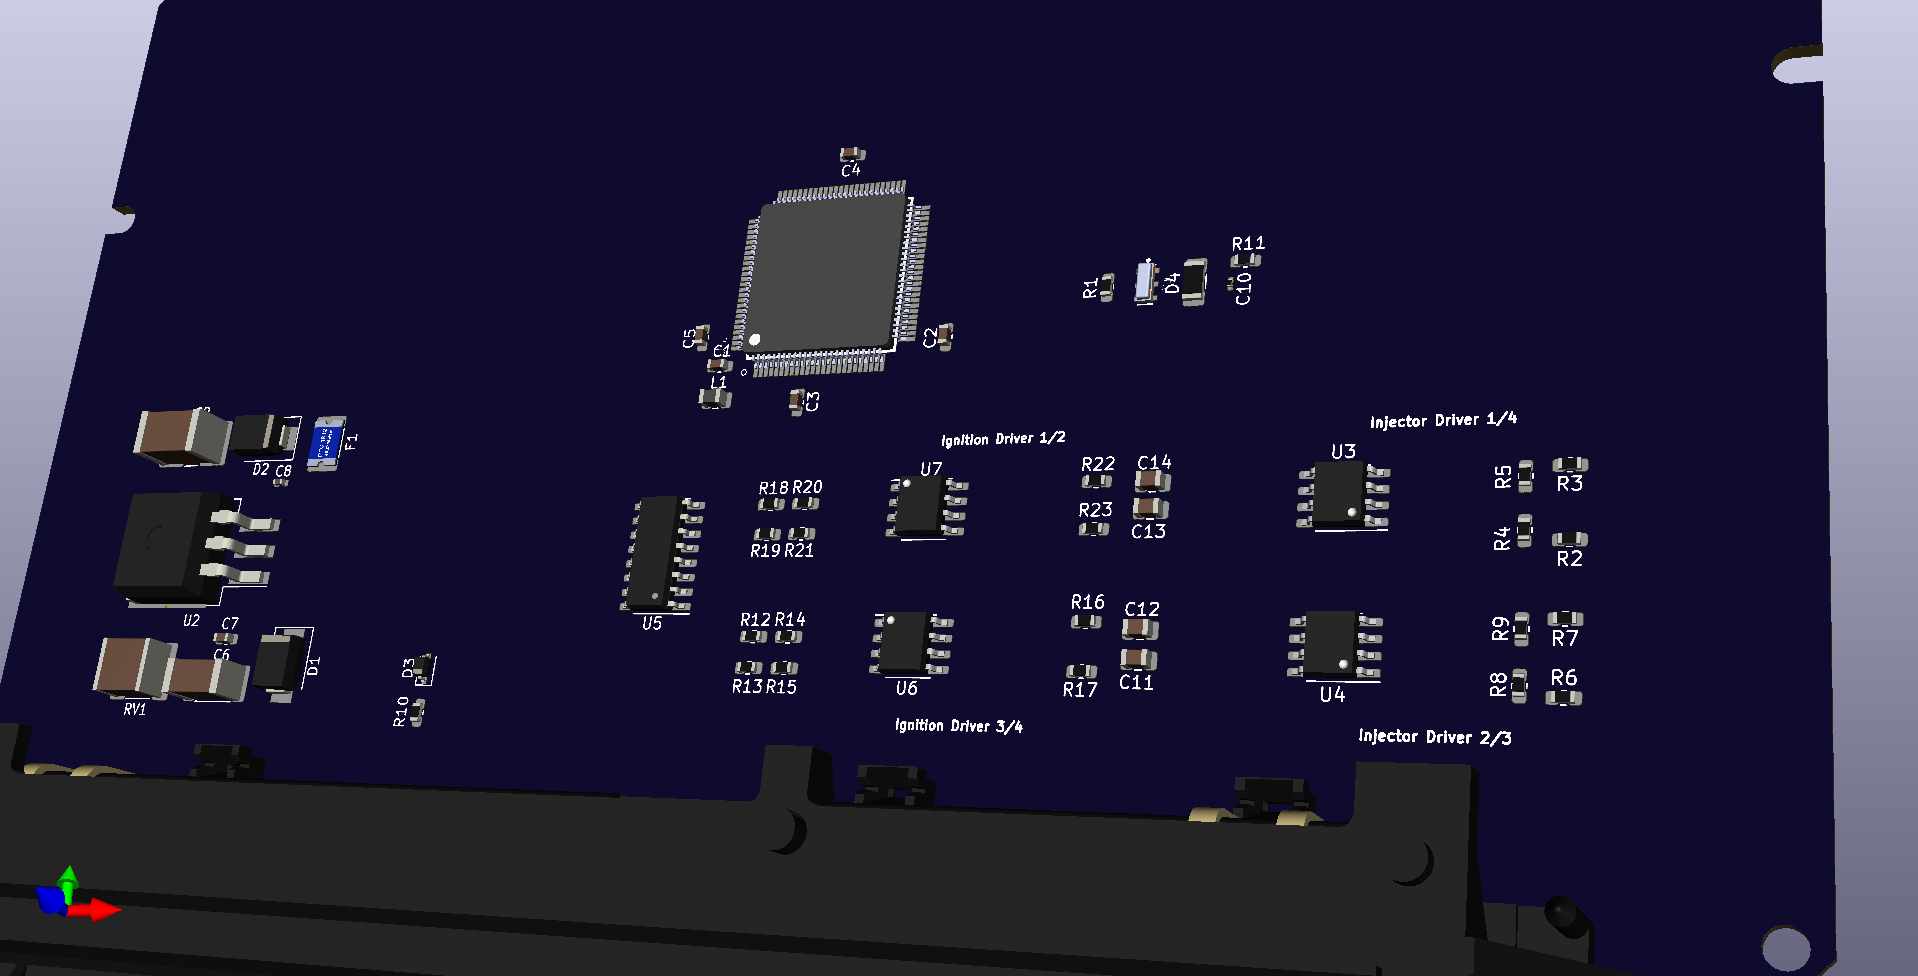 C4
R11
R1
D4
C10
C5
C1
C2
L1
C3
Injector Driver 1/4
Ignition Driver 1/2
F1
D2
C8
U7
R22
C14
U3
R5
R3
R18
R20
R23
C13
R4
R2
R19
R21
U2
C7
U5
R12
R14
R16
C12
R9
R7
C6
D1
D3
R13
R15
U6
R17
C11
U4
R8
R6
RV1
R10
Ignition Driver 3/4
Injector Driver 2/3